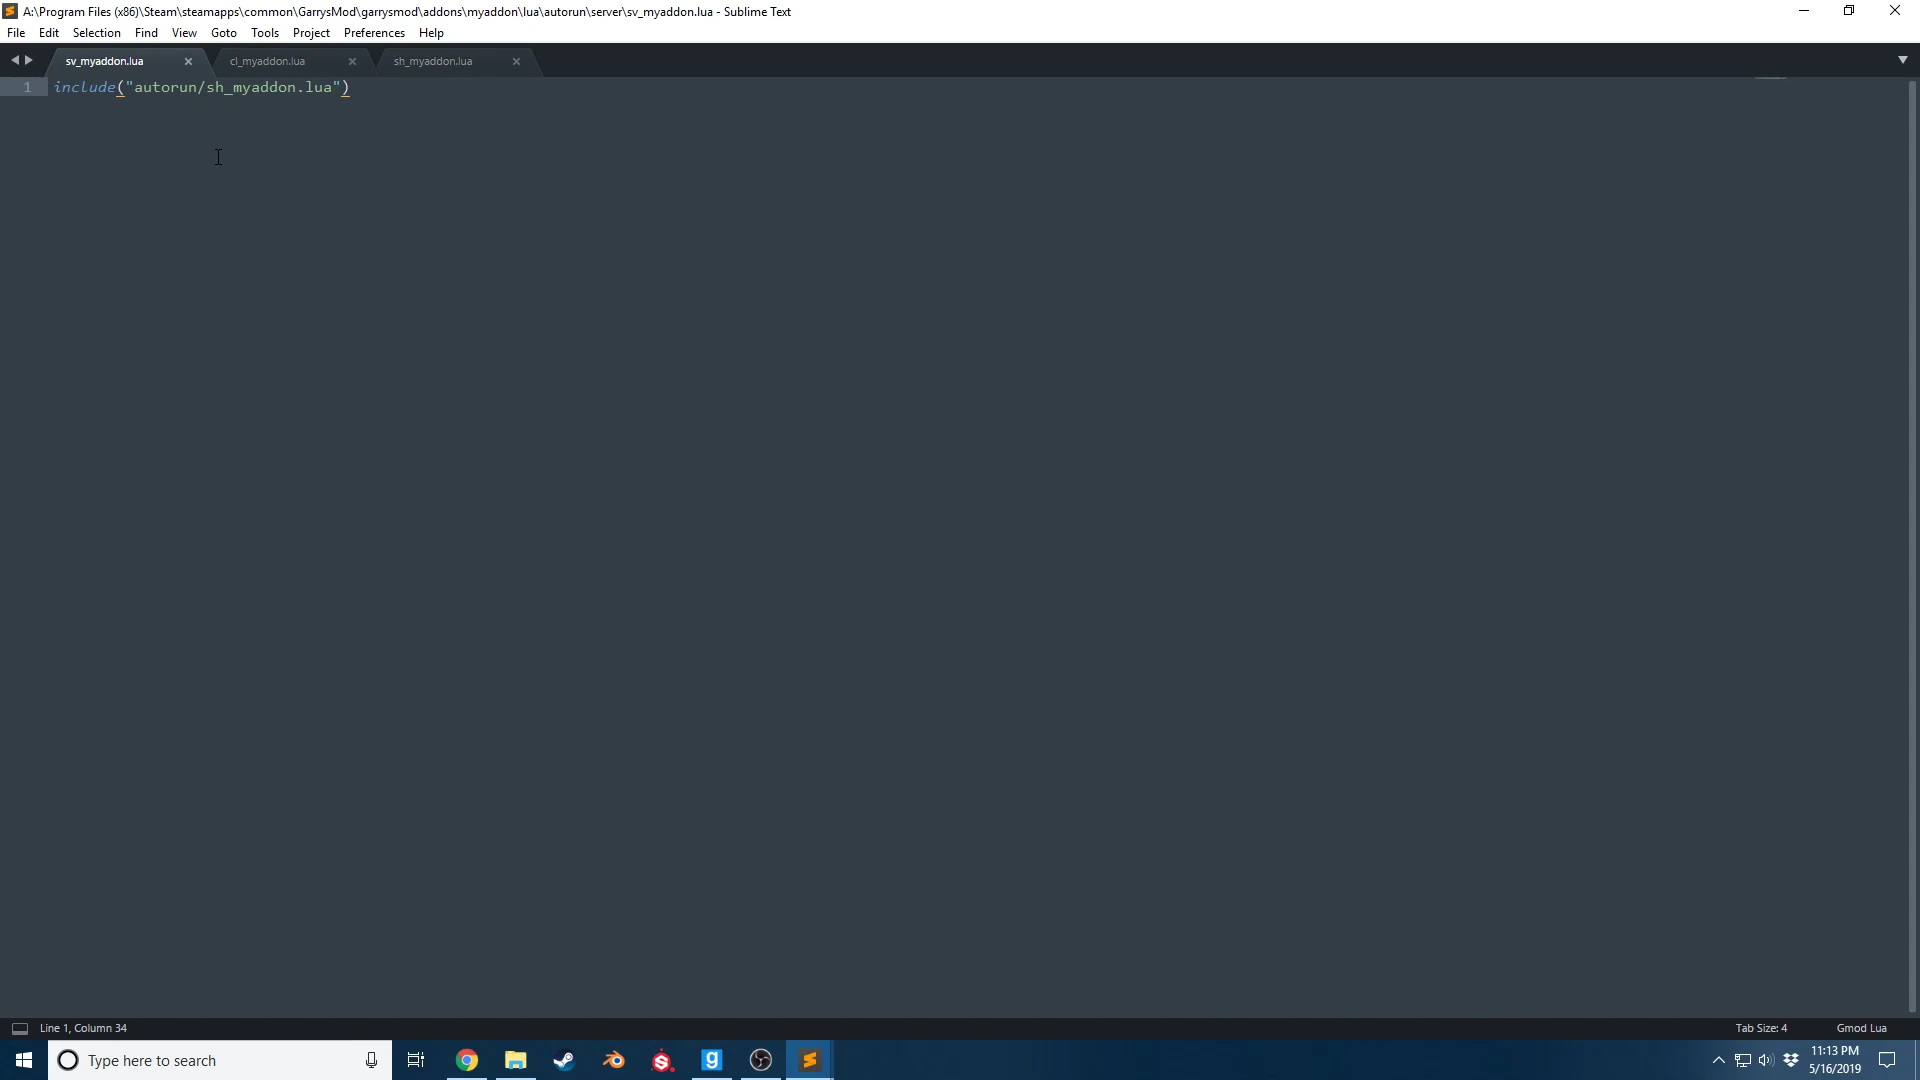 A:\Program Files (x86)\Steam\steamapps\common\GarrysMod\garrysmod\addons\myaddon\lua\autorun\server\sv_myaddon.lua - Sublime Text
File Edit Selection Find View Goto Tools Project Preferences Help
sv_myaddon.lua cl_myaddon.lua sh_myaddon.lua
1 include("autorun/sh_myaddon.lua")
Line 1, Column 34 Tab Size: 4 Gmod Lua
Type here to search
11:13 PM
5/16/2019